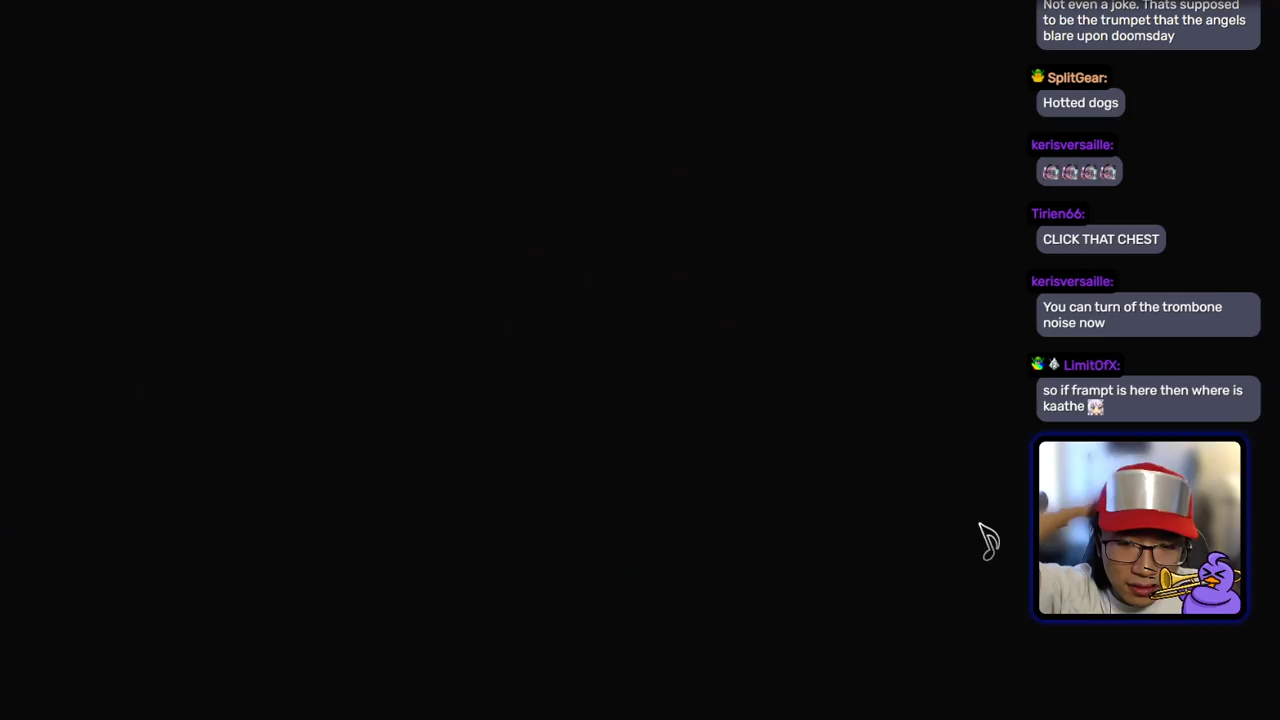 Not even a joke. Thats supposed
to be the trumpet that the angels
blare upon doomsday
SplitGear:
Hotted dogs
kerisversaille:
Tirien66:
CLICK THAT CHEST
kerisversaille:
You can turn of the trombone
noise now
LimitOfX:
so if frampt is here then where is
kaathe